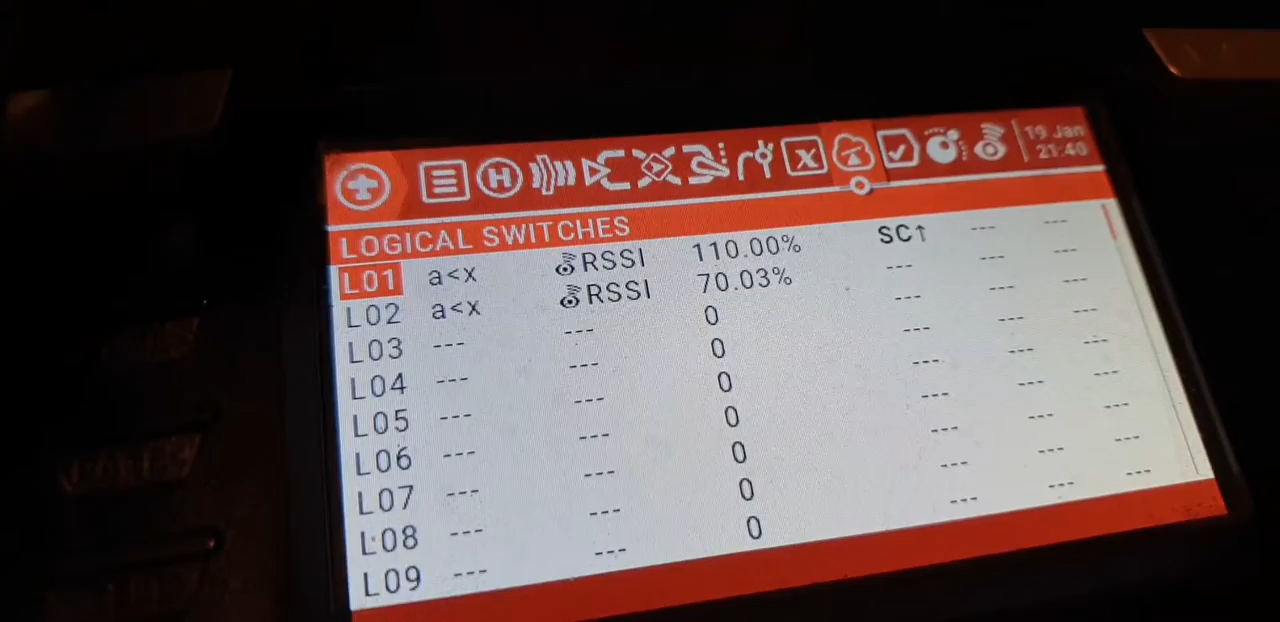 19 Jan
21:40
LOGICAL SWITCHES
L01 a<x RSSI 110.00% SC↑ --- ---
L02 a<x RSSI 70.03% --- --- ---
L03 --- --- 0 --- --- ---
L04 --- --- 0 --- --- ---
L05 --- --- 0 --- --- ---
L06 --- --- 0 --- --- ---
L07 --- --- 0 --- --- ---
L08 --- --- 0 --- --- ---
L09 --- --- 0 --- --- ---